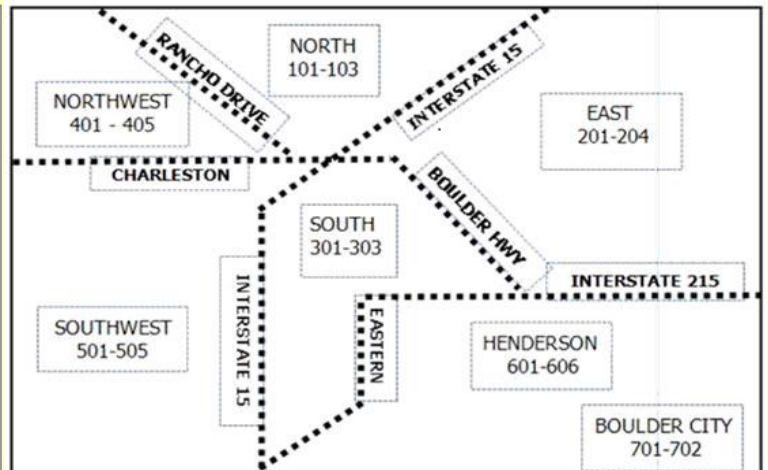 NORTH
101-103
RANCHO DRIVE
INTERSTATE 15
NORTHWEST
401 - 405
EAST
201-204
CHARLESTON
BOULDER HWY
SOUTH
301-303
INTERSTATE 215
INTERSTATE 15
EASTERN
SOUTHWEST
501-505
HENDERSON
601-606
BOULDER CITY
701-702